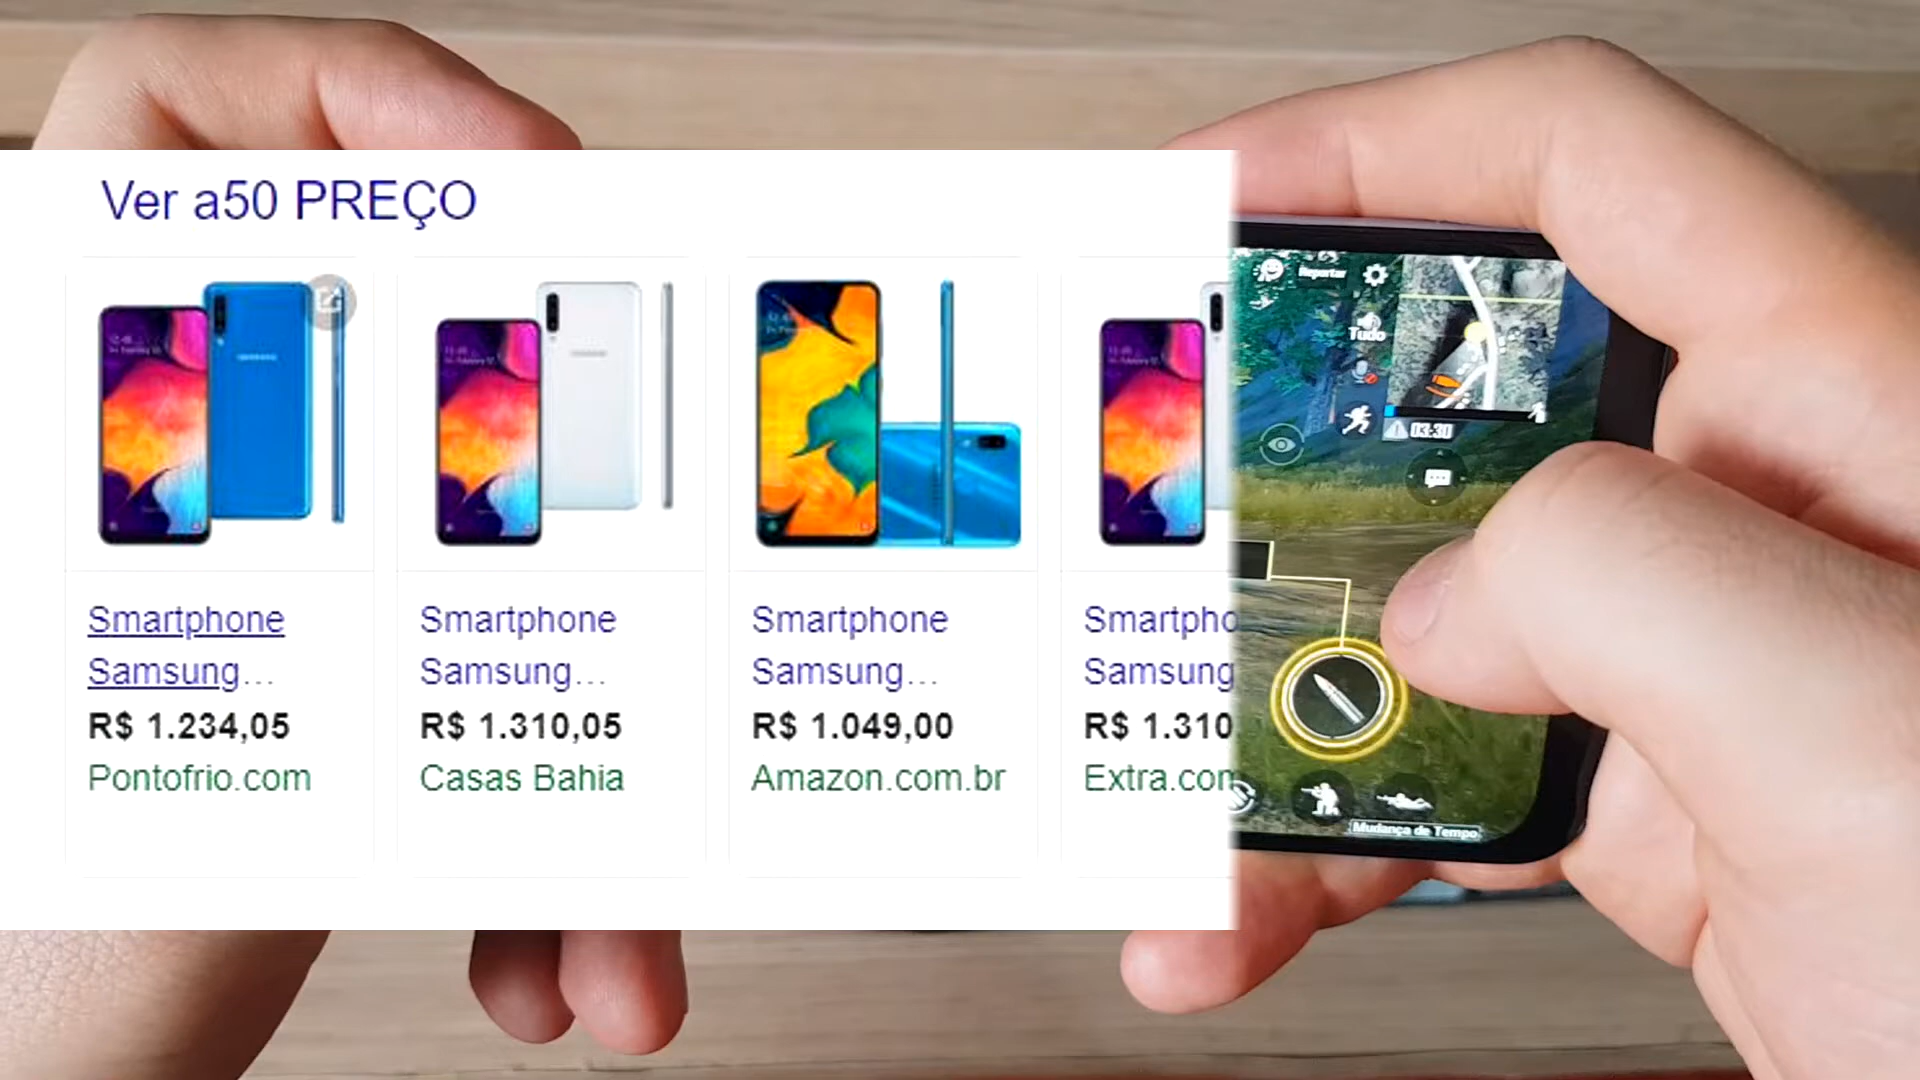 Ver a50 PREÇO
Smartphone
Samsung...
R$ 1.234,05
Pontofrio.com
Smartphone
Samsung...
R$ 1.310,05
Casas Bahia
Smartphone
Samsung...
R$ 1.049,00
Amazon.com.br
Smartpho
Samsung
R$ 1.310
Extra.com
Reportar
Tudo
03:30
Mudança de Tempo